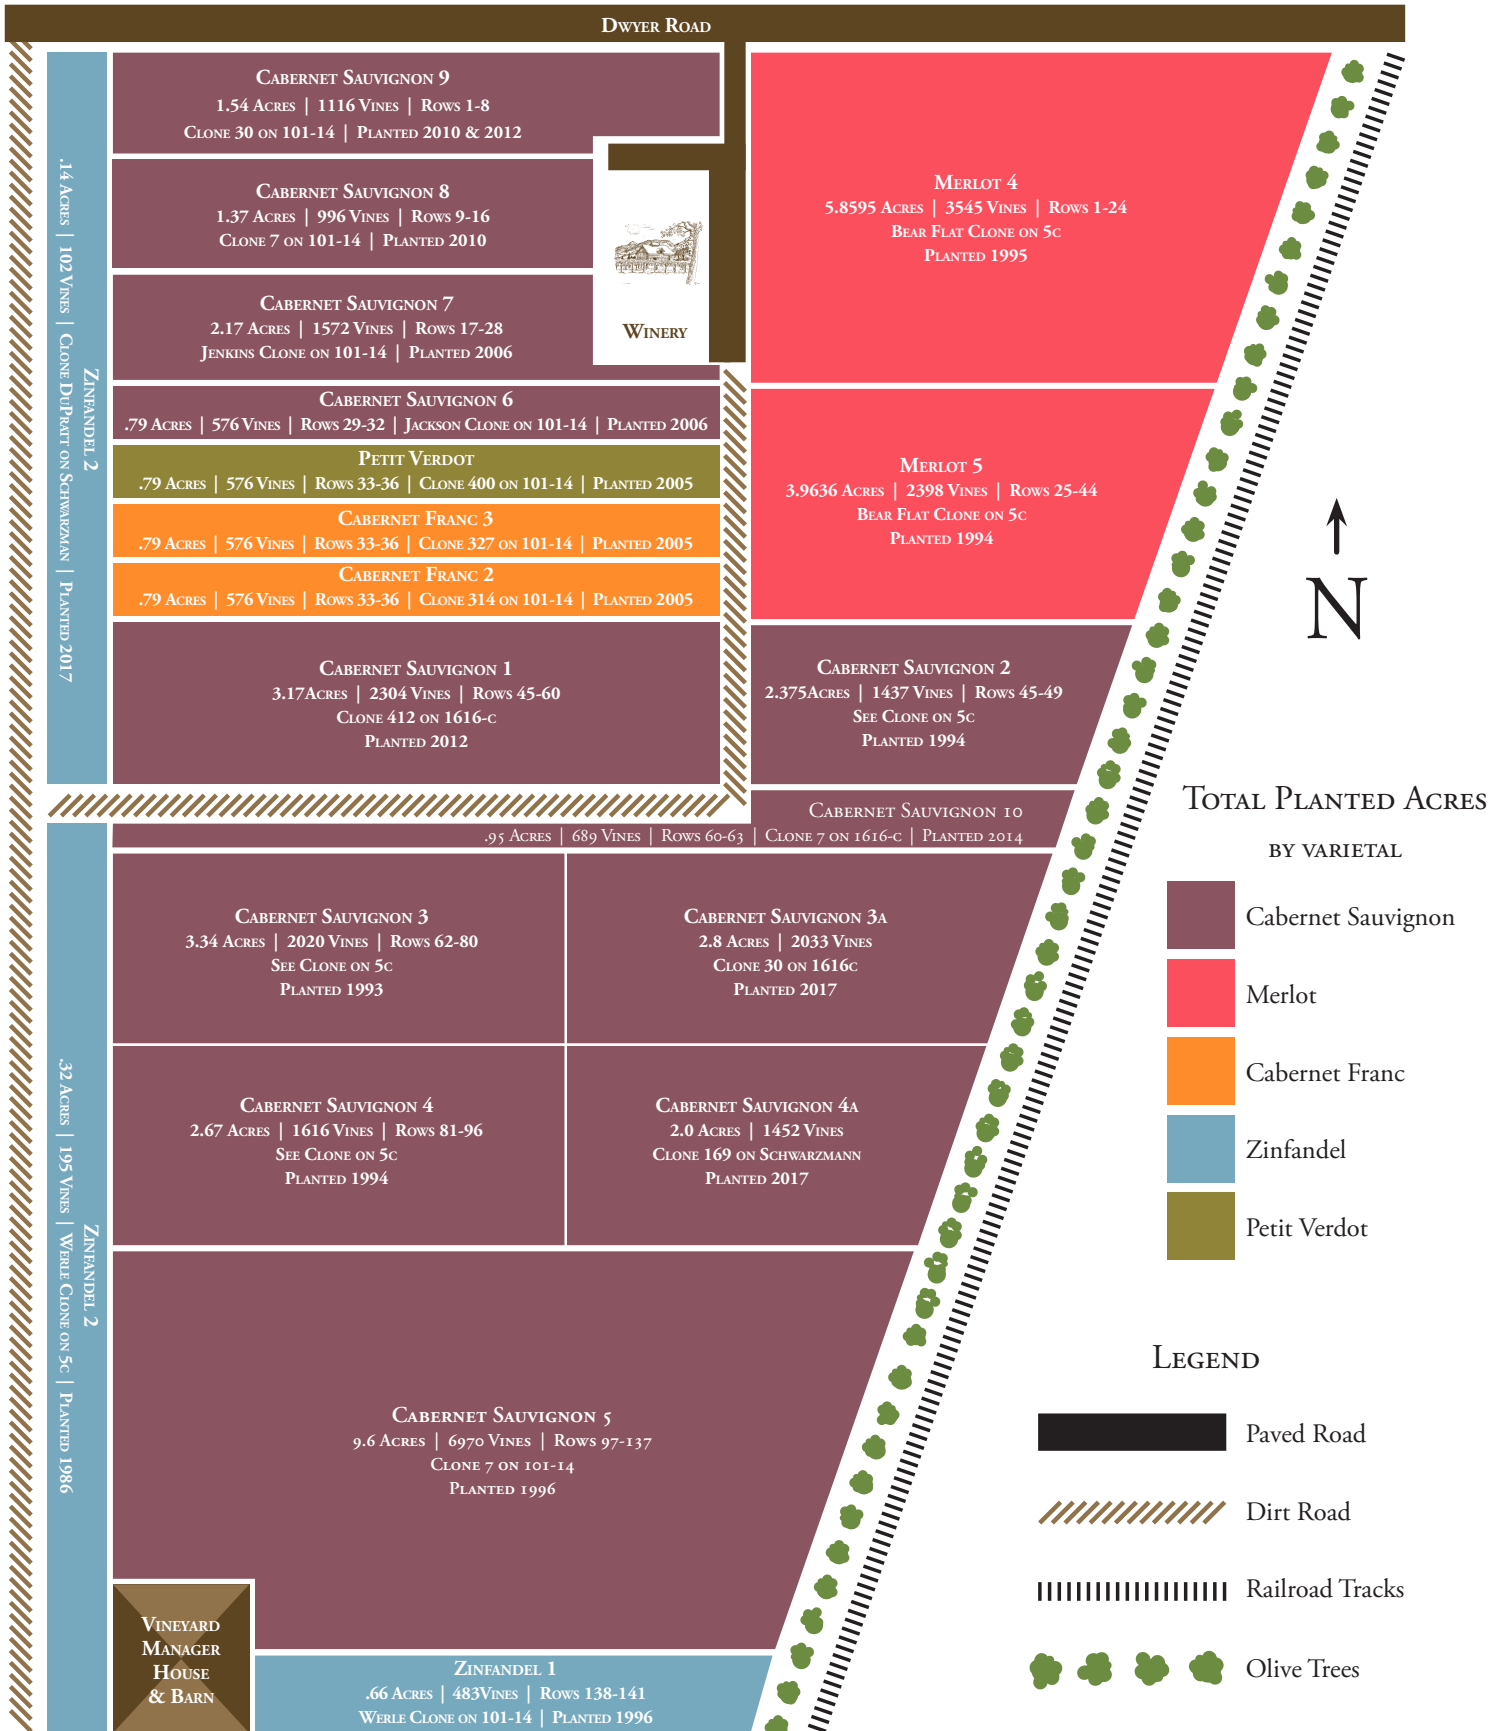 Dwyer Road
Cabernet Sauvignon 9
1.54 Acres | 1116 Vines | Rows 1-8
Clone 30 on 101-14 | Planted 2010 & 2012
Cabernet Sauvignon 8
1.37 Acres | 996 Vines | Rows 9-16
Clone 7 on 101-14 | Planted 2010
Cabernet Sauvignon 7
2.17 Acres | 1572 Vines | Rows 17-28
Jenkins Clone on 101-14 | Planted 2006
Winery
Cabernet Sauvignon 6
.79 Acres | 576 Vines | Rows 29-32 | Jackson Clone on 101-14 | Planted 2006
Petit Verdot
.79 Acres | 576 Vines | Rows 33-36 | Clone 400 on 101-14 | Planted 2005
Cabernet Franc 3
.79 Acres | 576 Vines | Rows 33-36 | Clone 327 on 101-14 | Planted 2005
Cabernet Franc 2
.79 Acres | 576 Vines | Rows 33-36 | Clone 314 on 101-14 | Planted 2005
Cabernet Sauvignon 1
3.17Acres | 2304 Vines | Rows 45-60
Clone 412 on 1616-c
Planted 2012
Zinfandel 2
.14 Acres | 102 Vines | Clone DuPratt on Schwarzman | Planted 2017
Merlot 4
5.8595 Acres | 3545 Vines | Rows 1-24
Bear Flat Clone on 5c
Planted 1995
Merlot 5
3.9636 Acres | 2398 Vines | Rows 25-44
Bear Flat Clone on 5c
Planted 1994
Cabernet Sauvignon 2
2.375Acres | 1437 Vines | Rows 45-49
See Clone on 5c
Planted 1994
Cabernet Sauvignon 10
.95 Acres | 689 Vines | Rows 60-63 | Clone 7 on 1616-c | Planted 2014
Cabernet Sauvignon 3
3.34 Acres | 2020 Vines | Rows 62-80
See Clone on 5c
Planted 1993
Cabernet Sauvignon 3a
2.8 Acres | 2033 Vines
Clone 30 on 1616c
Planted 2017
Cabernet Sauvignon 4
2.67 Acres | 1616 Vines | Rows 81-96
See Clone on 5c
Planted 1994
Cabernet Sauvignon 4a
2.0 Acres | 1452 Vines
Clone 169 on Schwarzmann
Planted 2017
Zinfandel 2
.32 Acres | 195 Vines | Werle Clone on 5c | Planted 1986
Cabernet Sauvignon 5
9.6 Acres | 6970 Vines | Rows 97-137
Clone 7 on 101-14
Planted 1996
Vineyard
Manager
House
& Barn
Zinfandel 1
.66 Acres | 483Vines | Rows 138-141
Werle Clone on 101-14 | Planted 1996
N
Total Planted Acres
by varietal
Cabernet Sauvignon
Merlot
Cabernet Franc
Zinfandel
Petit Verdot
Legend
Paved Road
Dirt Road
Railroad Tracks
Olive Trees